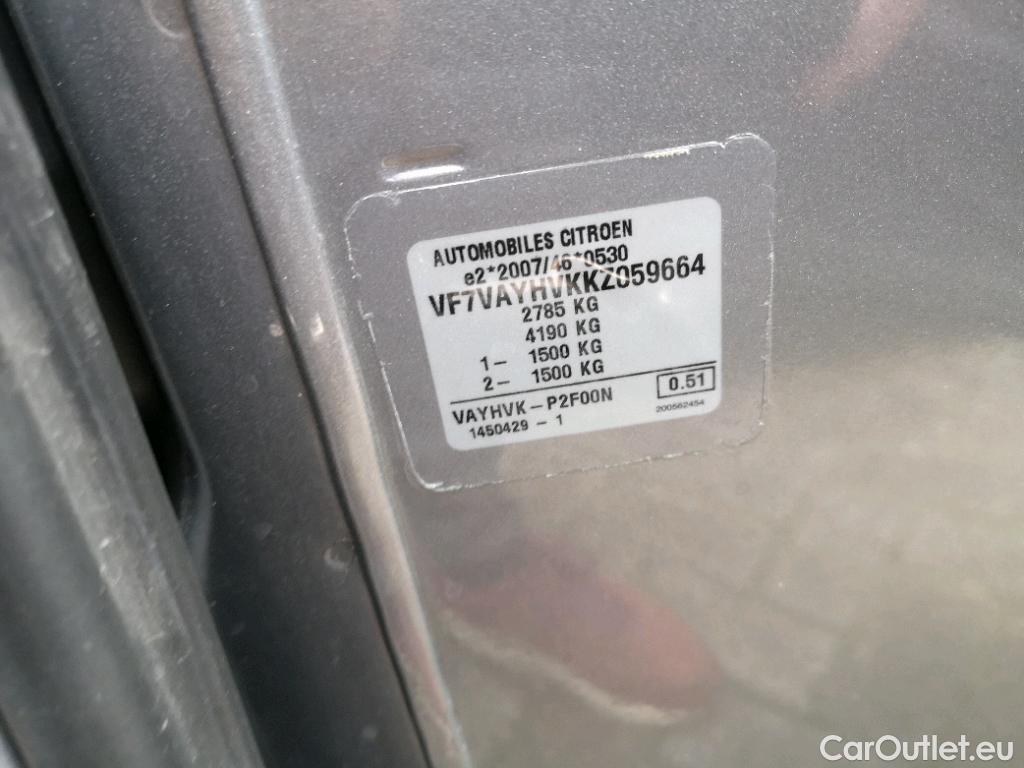 AUTOMOBILES CITROEN
e2*2007/46*0530
VF7VAYHVKKZ059664
2785 KG
4190 KG
1- 1500 KG
2- 1500 KG
VAYHVK-P2F00N
0.51
1450429-1
200562454
CarOutlet.eu